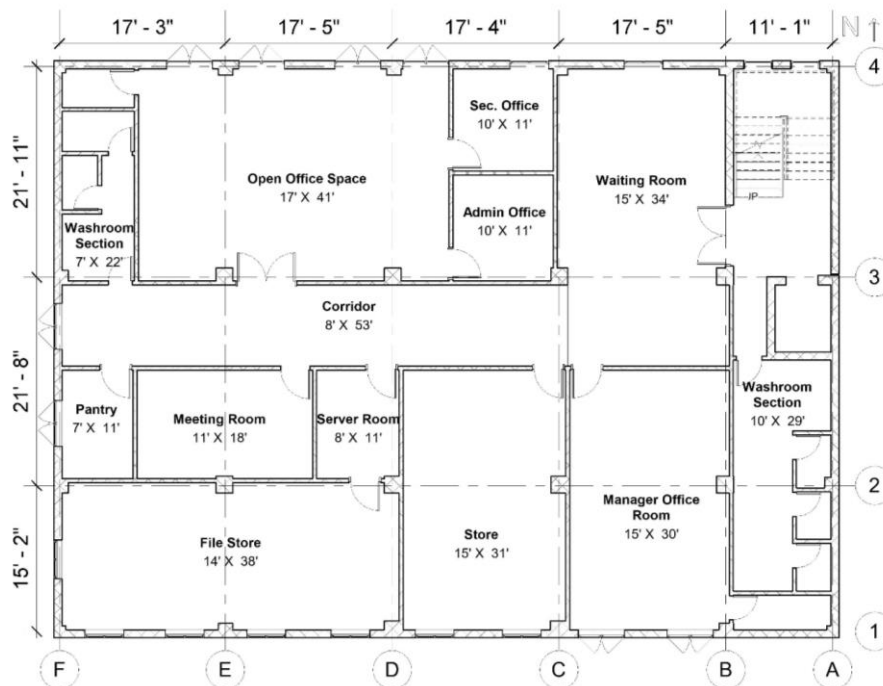 17' - 3"
17' - 5"
17' - 4"
17' - 5"
11' - 1"
N
4
21' - 11"
Sec. Office
10' X 11'
Open Office Space
17' X 41'
Waiting Room
15' X 34'
Admin Office
10' X 11'
Washroom
Section
7' X 22'
3
Corridor
8' X 53'
21' - 8"
Pantry
7' X 11'
Meeting Room
11' X 18'
Server Room
8' X 11'
Washroom
Section
10' X 29'
2
Manager Office
Room
15' X 30'
File Store
14' X 38'
Store
15' X 31'
15' - 2"
1
F
E
D
C
B
A